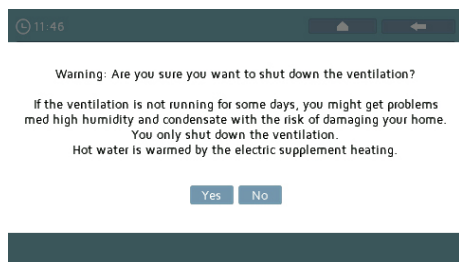 11:46
Warning: Are you sure you want to shut down the ventilation?
If the ventilation is not running for some days, you might get problems
med high humidity and condensate with the risk of damaging your home.
You only shut down the ventilation.
Hot water is warmed by the electric supplement heating.
Yes No